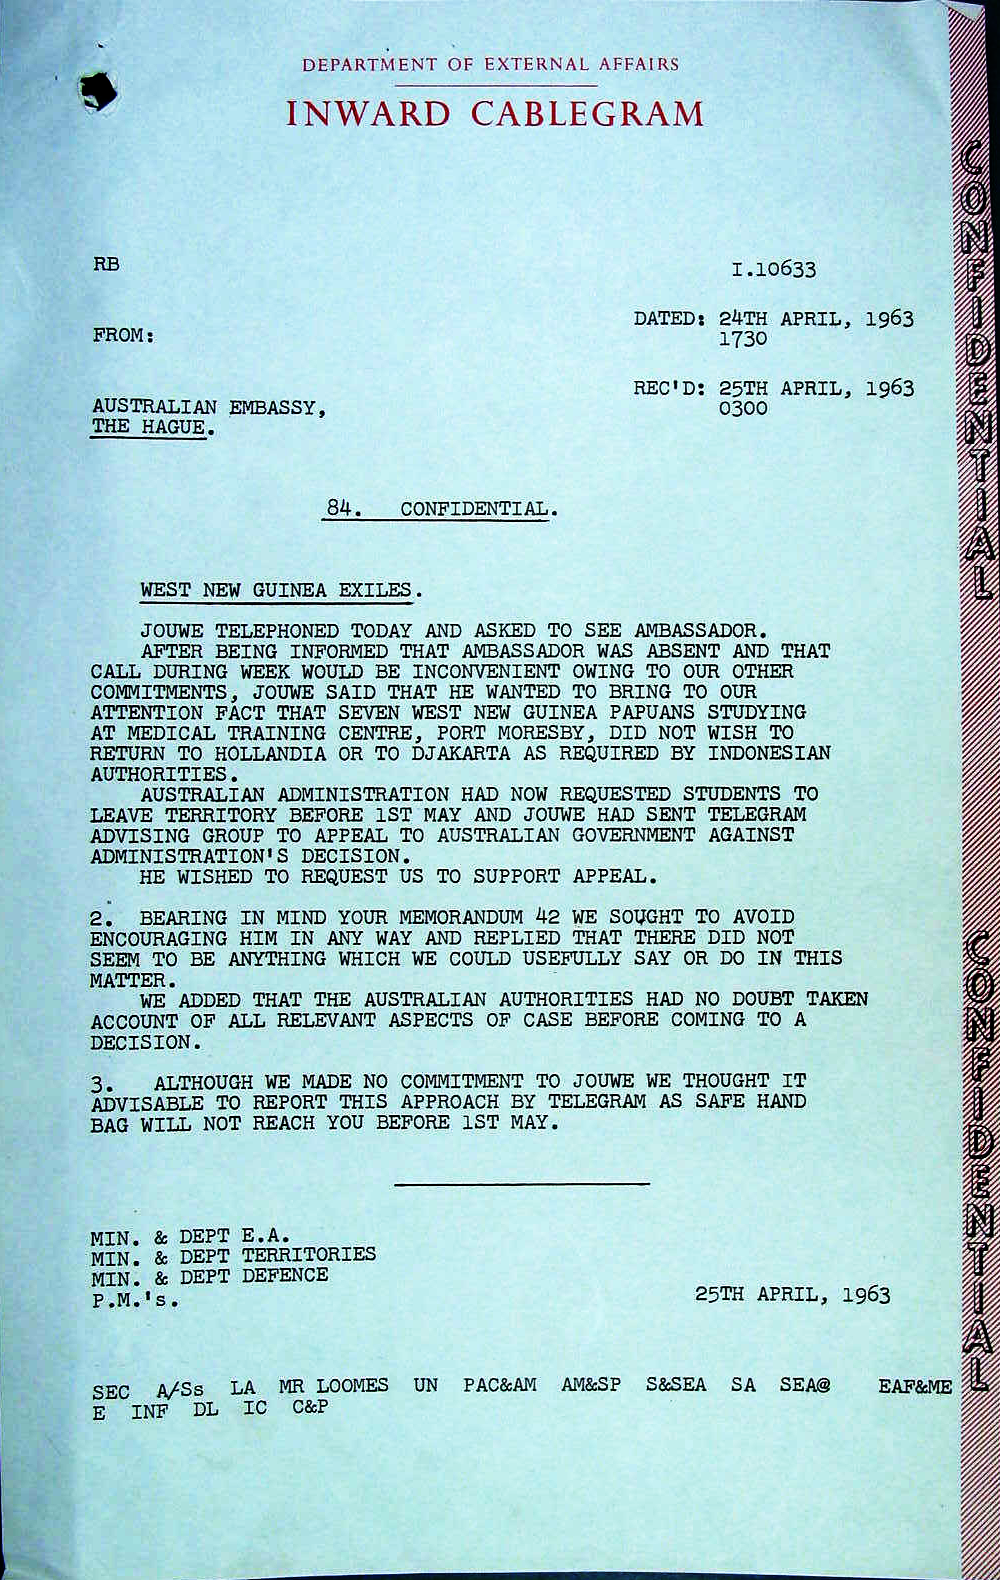 DEPARTMENT OF EXTERNAL AFFAIRS
INWARD CABLEGRAM
RB
I.10633
DATED: 24TH APRIL, 1963
1730
FROM:
REC'D: 25TH APRIL, 1963
0300
AUSTRALIAN EMBASSY,
THE HAGUE.
84. CONFIDENTIAL.
WEST NEW GUINEA EXILES.
JOUWE TELEPHONED TODAY AND ASKED TO SEE AMBASSADOR.
AFTER BEING INFORMED THAT AMBASSADOR WAS ABSENT AND THAT
CALL DURING WEEK WOULD BE INCONVENIENT OWING TO OUR OTHER
COMMITMENTS, JOUWE SAID THAT HE WANTED TO BRING TO OUR
ATTENTION FACT THAT SEVEN WEST NEW GUINEA PAPUANS STUDYING
AT MEDICAL TRAINING CENTRE, PORT MORESBY, DID NOT WISH TO
RETURN TO HOLLANDIA OR TO DJAKARTA AS REQUIRED BY INDONESIAN
AUTHORITIES.
AUSTRALIAN ADMINISTRATION HAD NOW REQUESTED STUDENTS TO
LEAVE TERRITORY BEFORE 1ST MAY AND JOUWE HAD SENT TELEGRAM
ADVISING GROUP TO APPEAL TO AUSTRALIAN GOVERNMENT AGAINST
ADMINISTRATION'S DECISION.
HE WISHED TO REQUEST US TO SUPPORT APPEAL.
2. BEARING IN MIND YOUR MEMORANDUM 42 WE SOUGHT TO AVOID
ENCOURAGING HIM IN ANY WAY AND REPLIED THAT THERE DID NOT
SEEM TO BE ANYTHING WHICH WE COULD USEFULLY SAY OR DO IN THIS
MATTER.
WE ADDED THAT THE AUSTRALIAN AUTHORITIES HAD NO DOUBT TAKEN
ACCOUNT OF ALL RELEVANT ASPECTS OF CASE BEFORE COMING TO A
DECISION.
3. ALTHOUGH WE MADE NO COMMITMENT TO JOUWE WE THOUGHT IT
ADVISABLE TO REPORT THIS APPROACH BY TELEGRAM AS SAFE HAND
BAG WILL NOT REACH YOU BEFORE 1ST MAY.
MIN. & DEPT E.A.
MIN. & DEPT TERRITORIES
MIN. & DEPT DEFENCE
P.M.'s.
25TH APRIL, 1963
SEC A/Ss LA MR LOOMES UN PAC&AM AM&SP S&SEA SA SEA@ EAF&ME
E INF DL IC C&P
CONFIDENTIAL
CONFIDENTIAL